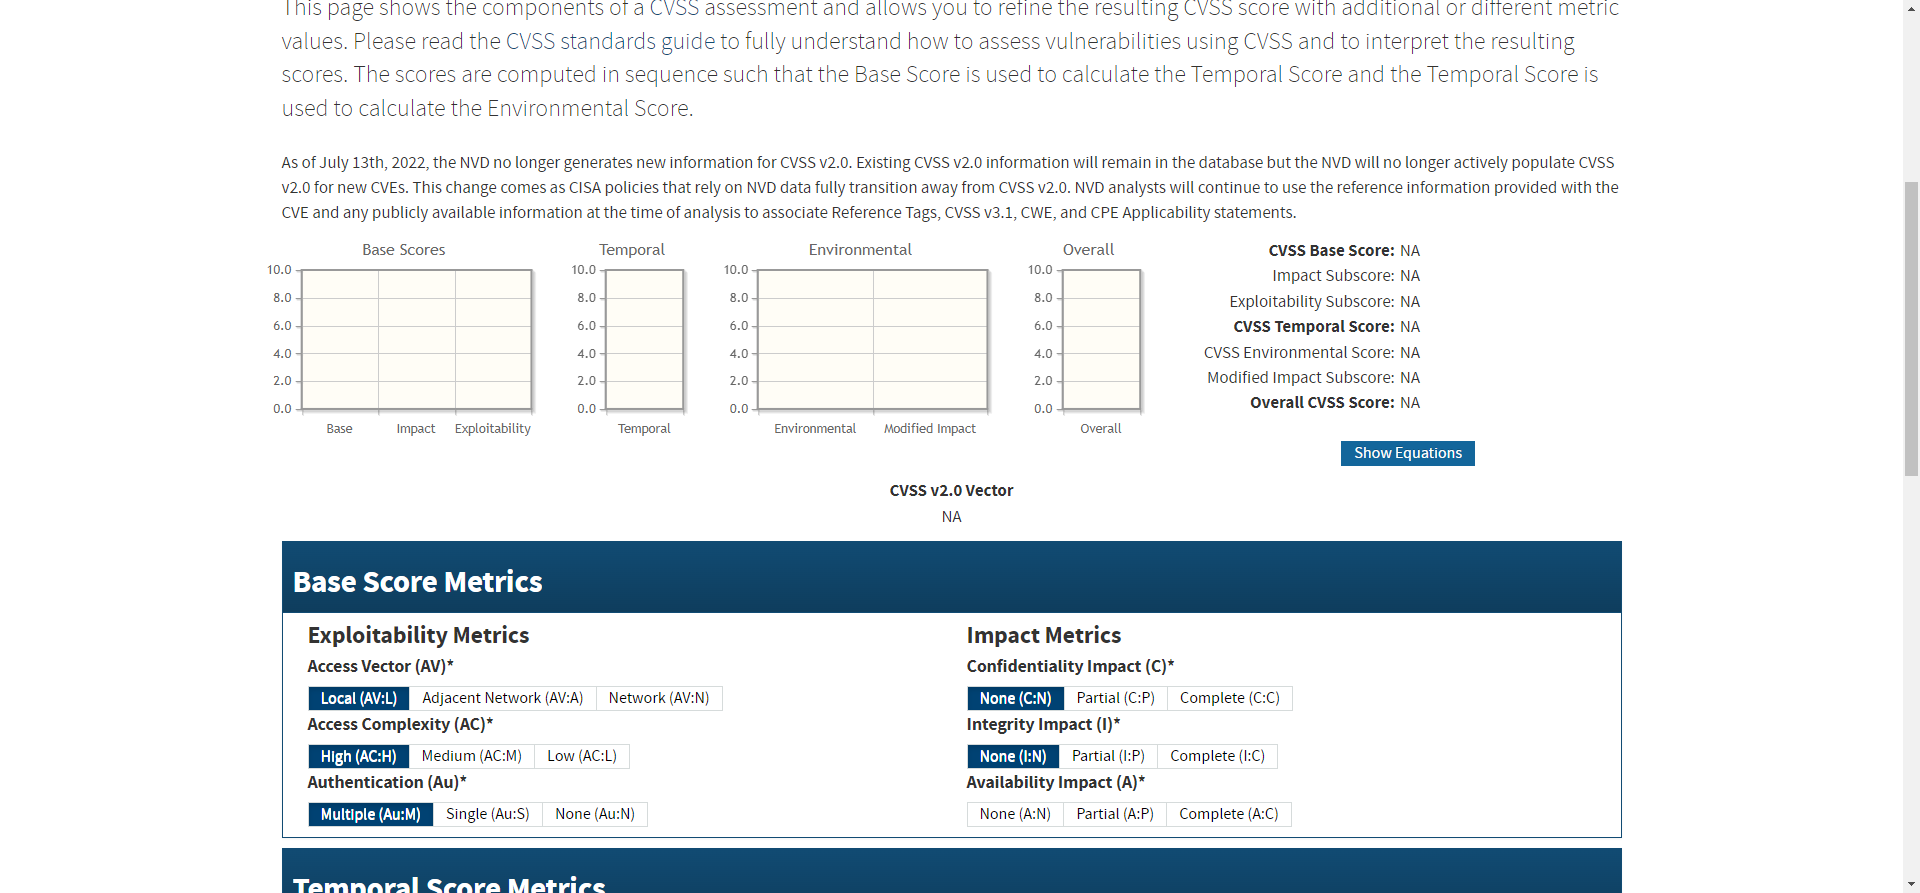 This page shows the components of a CVSS assessment and allows you to refine the resulting CVSS score with additional or different metric
values. Please read the CVSS standards guide to fully understand how to assess vulnerabilities using CVSS and to interpret the resulting
scores. The scores are computed in sequence such that the Base Score is used to calculate the Temporal Score and the Temporal Score is
used to calculate the Environmental Score.
As of July 13th, 2022, the NVD no longer generates new information for CVSS v2.0. Existing CVSS v2.0 information will remain in the database but the NVD will no longer actively populate CVSS
v2.0 for new CVEs. This change comes as CISA policies that rely on NVD data fully transition away from CVSS v2.0. NVD analysts will continue to use the reference information provided with the
CVE and any publicly available information at the time of analysis to associate Reference Tags, CVSS v3.1, CWE, and CPE Applicability statements.
Base Scores
10.0
8.0
6.0
4.0
2.0
0.0
Base Impact Exploitability
Temporal
10.0
8.0
6.0
4.0
2.0
0.0
Temporal
Environmental
10.0
8.0
6.0
4.0
2.0
0.0
Environmental Modified Impact
Overall
10.0
8.0
6.0
4.0
2.0
0.0
Overall
CVSS Base Score: NA
Impact Subscore: NA
Exploitability Subscore: NA
CVSS Temporal Score: NA
CVSS Environmental Score: NA
Modified Impact Subscore: NA
Overall CVSS Score: NA
Show Equations
CVSS v2.0 Vector
NA
Base Score Metrics
Exploitability Metrics
Access Vector (AV)*
Local (AV:L) Adjacent Network (AV:A) Network (AV:N)
Access Complexity (AC)*
High (AC:H) Medium (AC:M) Low (AC:L)
Authentication (Au)*
Multiple (Au:M) Single (Au:S) None (Au:N)
Impact Metrics
Confidentiality Impact (C)*
None (C:N) Partial (C:P) Complete (C:C)
Integrity Impact (I)*
None (I:N) Partial (I:P) Complete (I:C)
Availability Impact (A)*
None (A:N) Partial (A:P) Complete (A:C)
Temporal Score Metrics